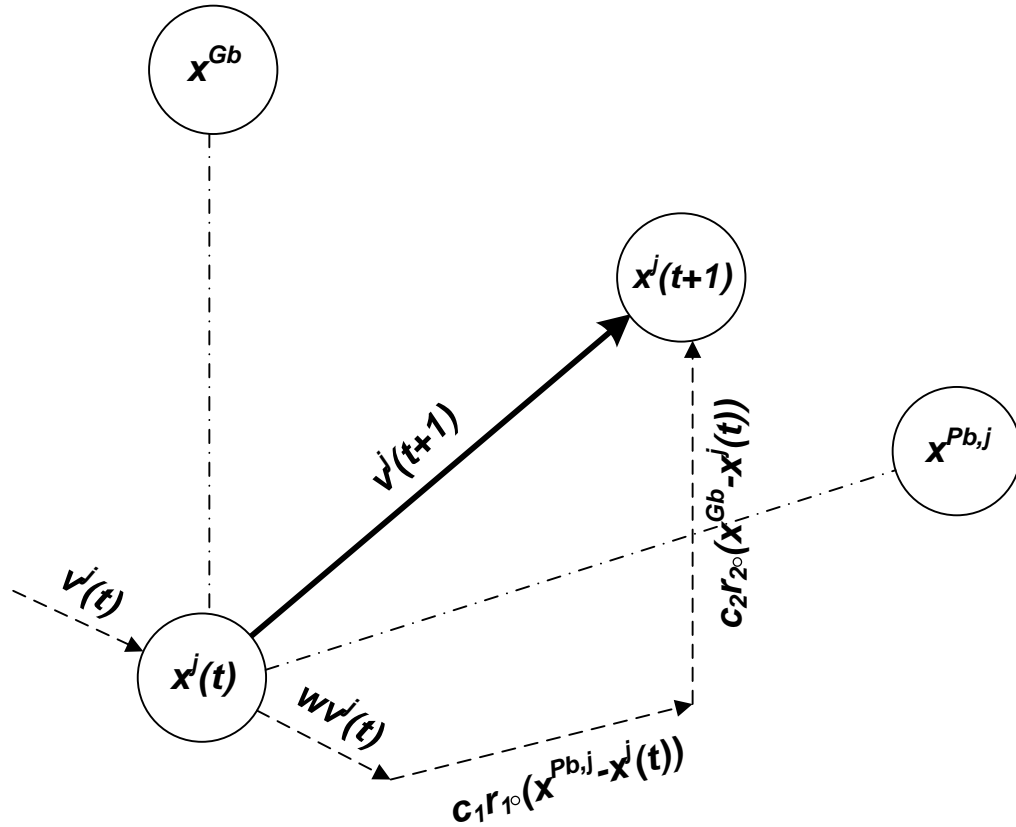 x^Gb
x^j(t+1)
v^j(t+1)
x^Pb,j
c₂r₂∘(x^Gb-x^j(t))
v^j(t)
x^j(t)
wv^j(t)
c₁r₁∘(x^Pb,j-x^j(t))